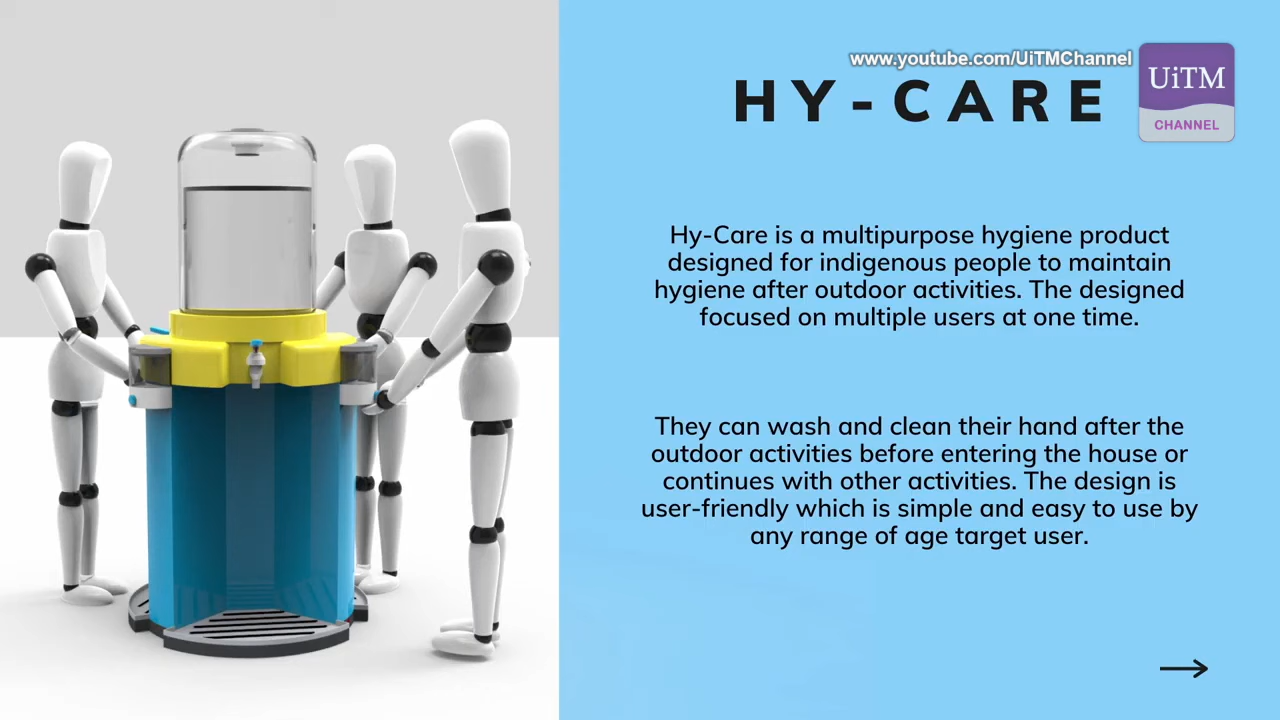 www.youtube.com/UiTMChannel
UiTM
CHANNEL
HY-CARE
Hy-Care is a multipurpose hygiene product
designed for indigenous people to maintain
hygiene after outdoor activities. The designed
focused on multiple users at one time.
They can wash and clean their hand after the
outdoor activities before entering the house or
continues with other activities. The design is
user-friendly which is simple and easy to use by
any range of age target user.